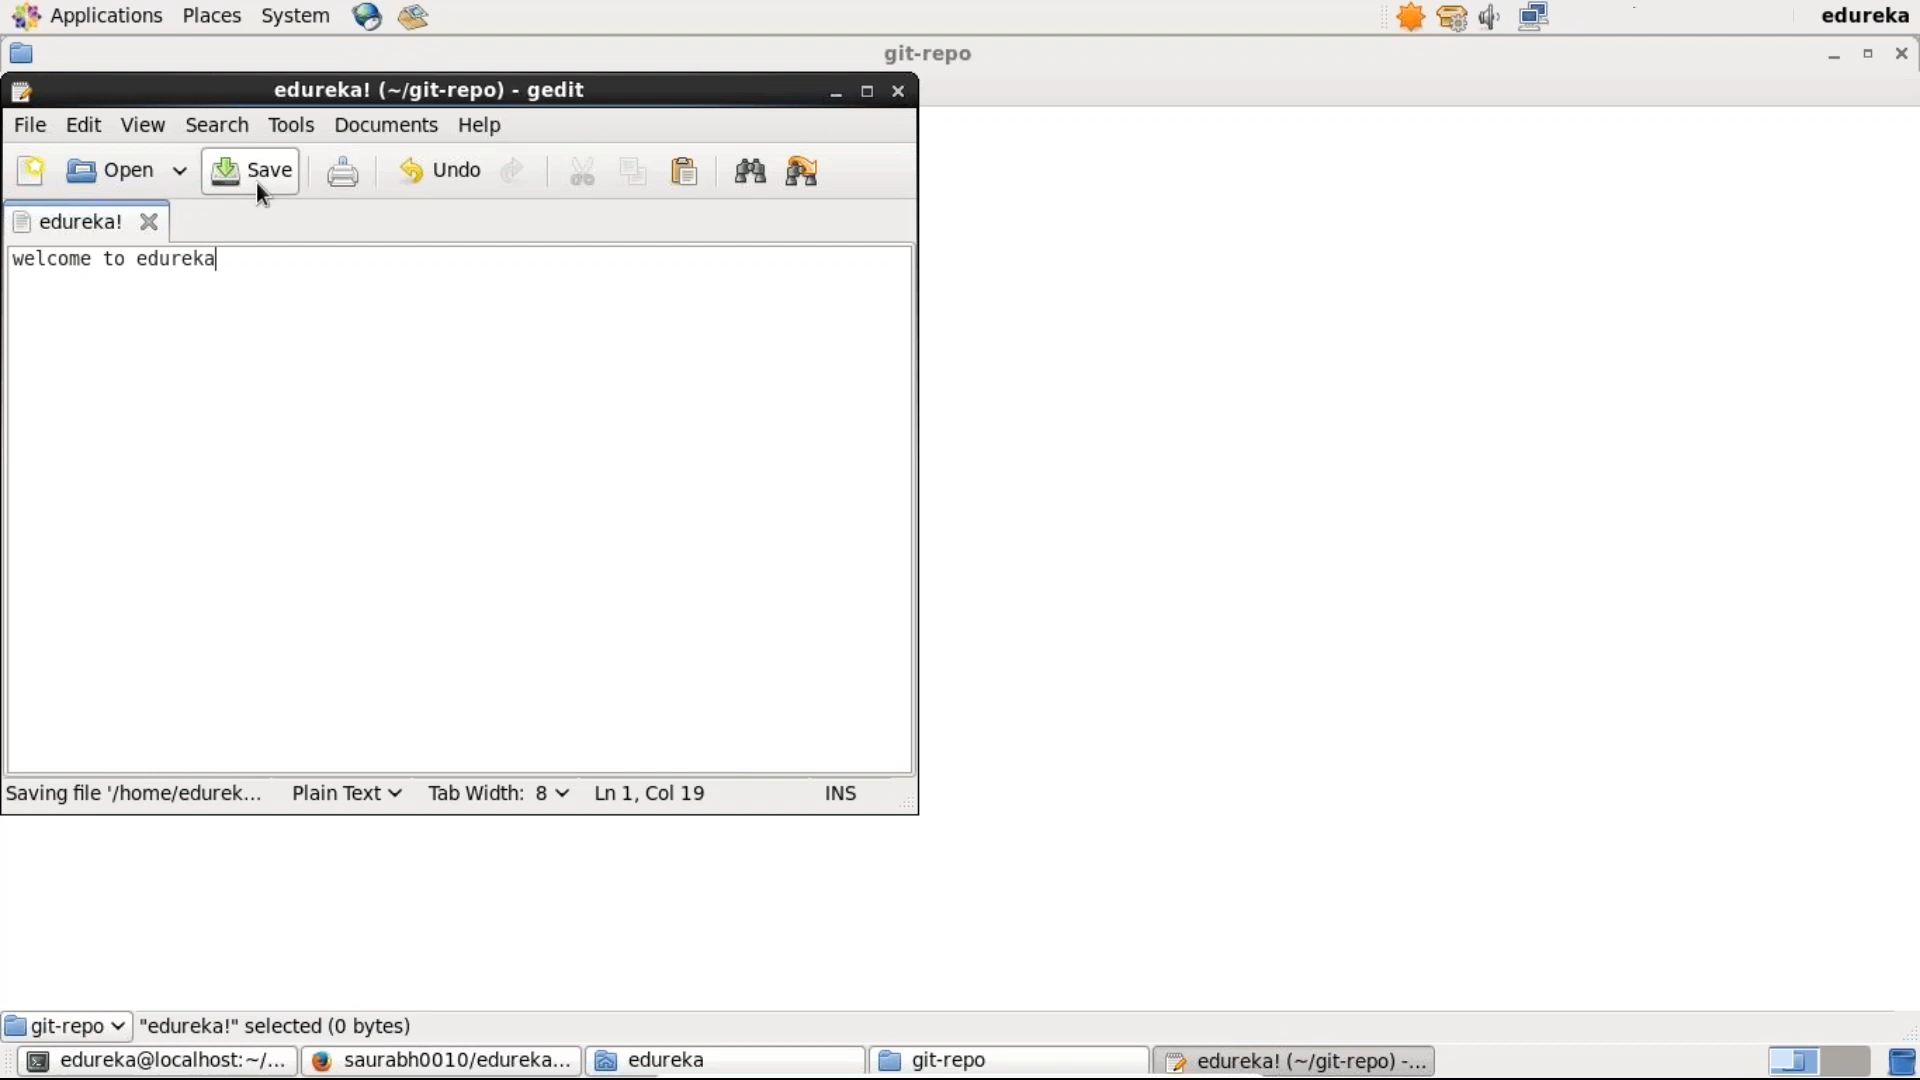 Applications Places System edureka
git-repo
edureka! (~/git-repo) - gedit
File Edit View Search Tools Documents Help
Open Save Undo
edureka!
welcome to edureka
Saving file '/home/edurek... Plain Text Tab Width: 8 Ln 1, Col 19 INS
git-repo "edureka!" selected (0 bytes)
edureka@localhost:~/... saurabh0010/edureka... edureka git-repo edureka! (~/git-repo) -...